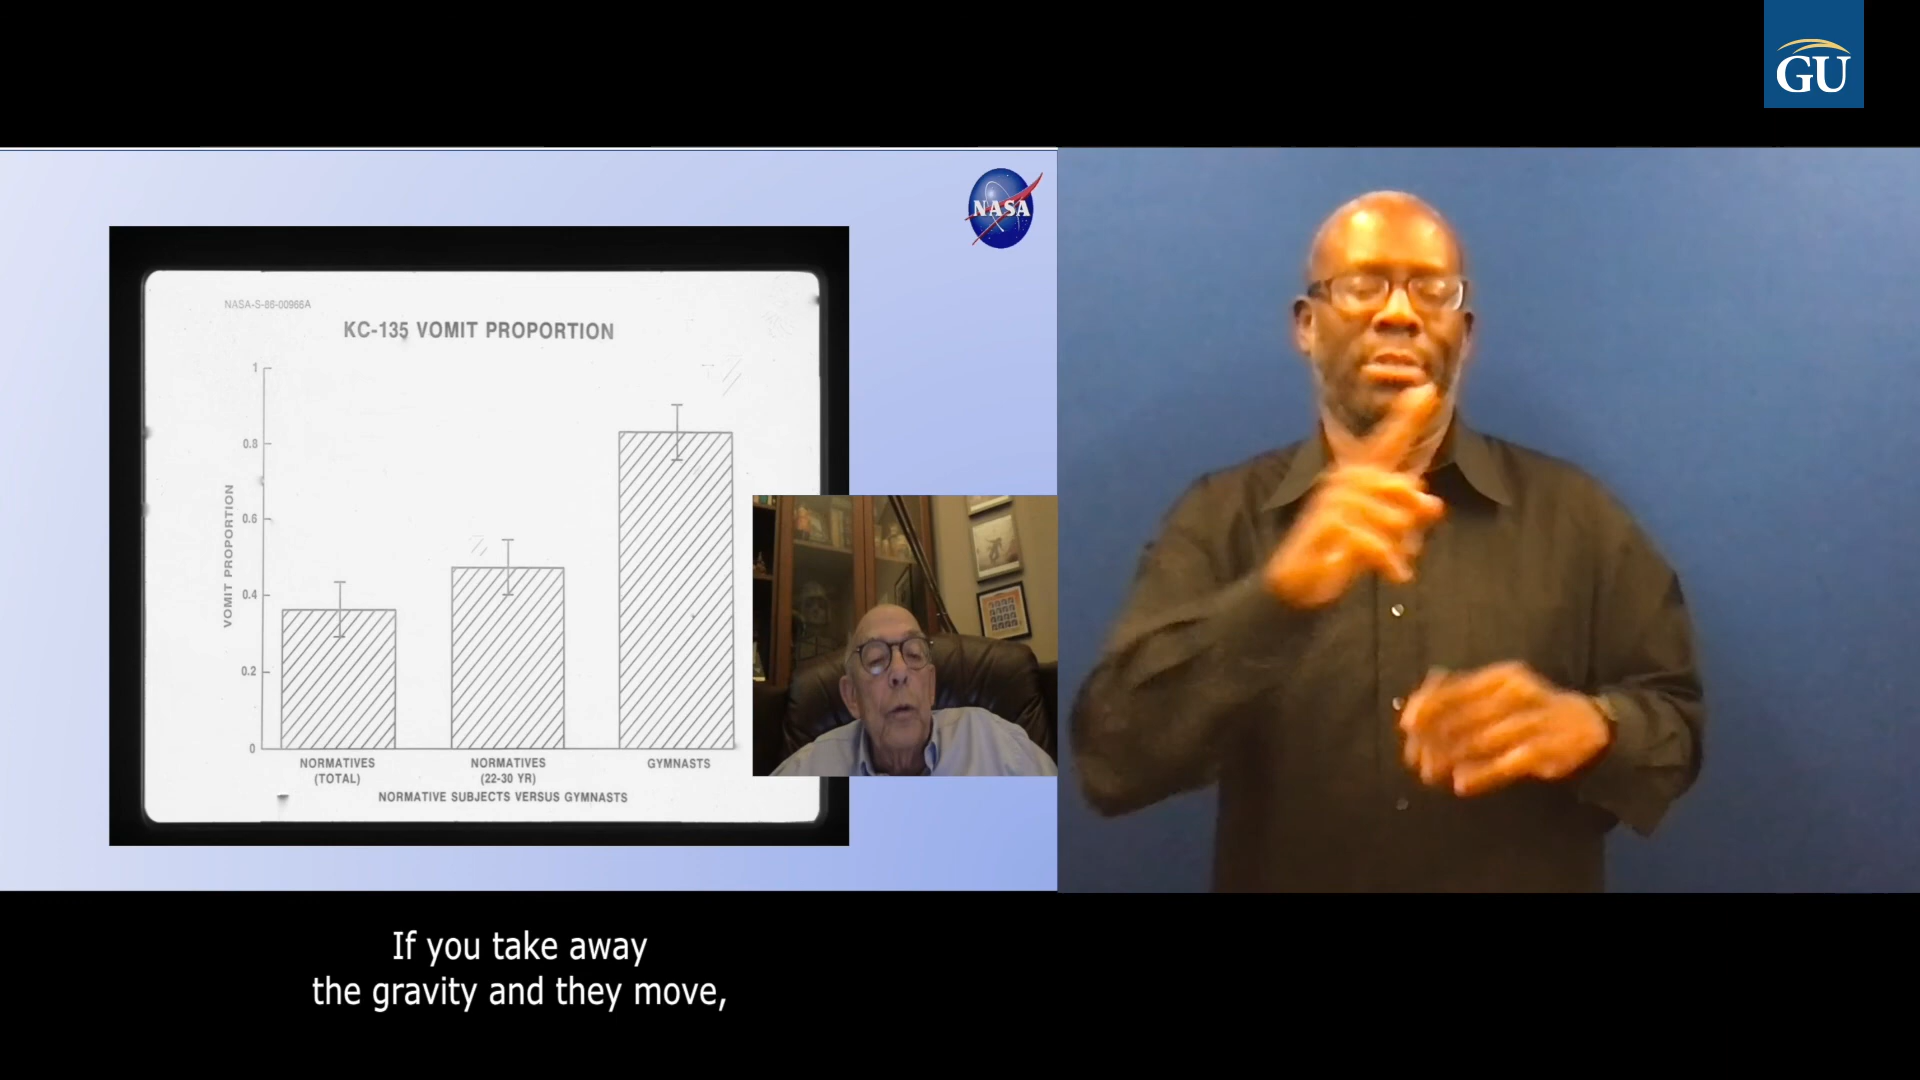 GU
NASA
NASA-S-86-00966A
KC-135 VOMIT PROPORTION
1
0.8
0.6
0.4
0.2
0
VOMIT PROPORTION
NORMATIVES
(TOTAL)
NORMATIVES
(22-30 YR)
GYMNASTS
NORMATIVE SUBJECTS VERSUS GYMNASTS
If you take away
the gravity and they move,